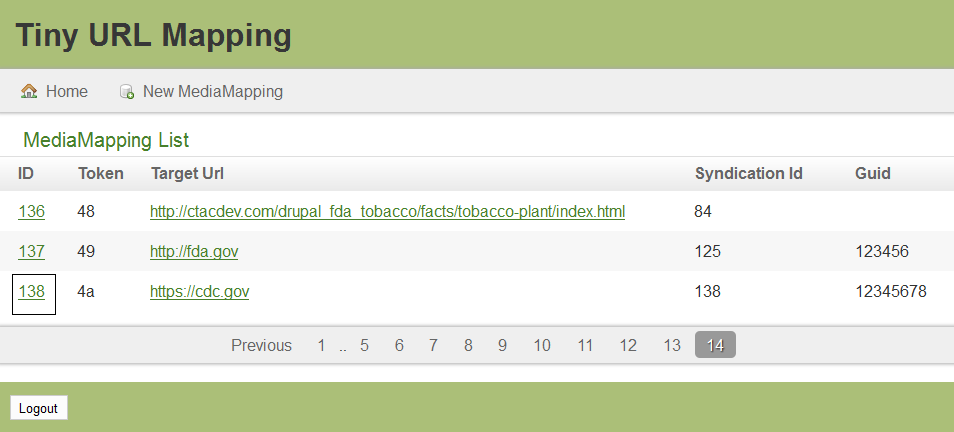 Tiny URL Mapping
Home New MediaMapping
MediaMapping List
ID Token Target Url Syndication Id Guid
136 48 http://ctacdev.com/drupal_fda_tobacco/facts/tobacco-plant/index.html 84
137 49 http://fda.gov 125 123456
138 4a https://cdc.gov 138 12345678
Previous 1 .. 5 6 7 8 9 10 11 12 13 14
Logout